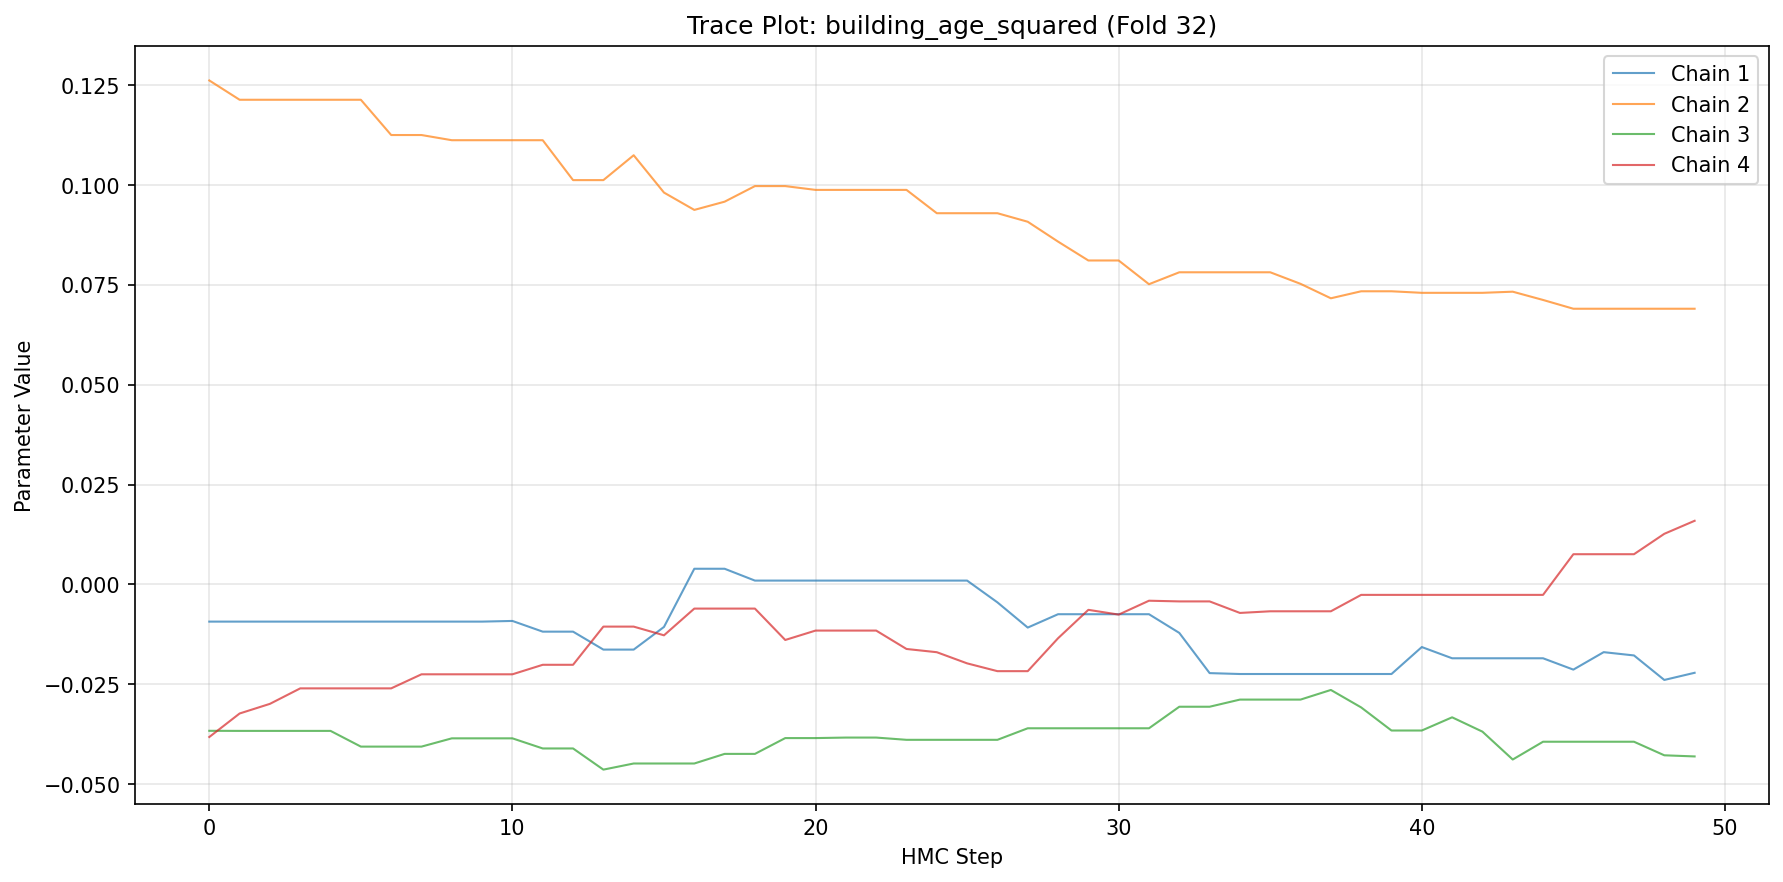 Trace Plot: building_age_squared (Fold 32)
Chain 1
Chain 2
Chain 3
Chain 4
0.125
0.100
0.075
0.050
0.025
0.000
−0.025
−0.050
Parameter Value
0 10 20 30 40 50
HMC Step